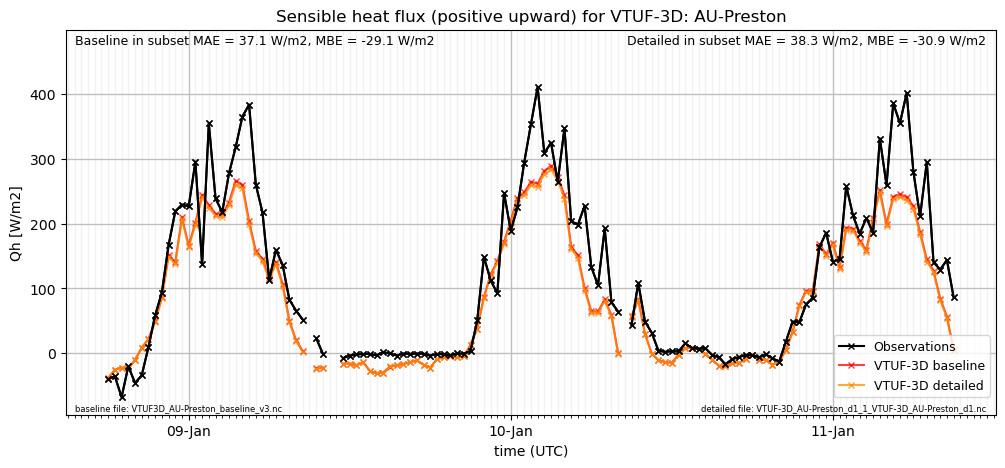 Sensible heat flux (positive upward) for VTUF-3D: AU-Preston
Baseline in subset MAE = 37.1 W/m2, MBE = -29.1 W/m2
Detailed in subset MAE = 38.3 W/m2, MBE = -30.9 W/m2
Qh [W/m2]
400
300
200
100
0
Observations
VTUF-3D baseline
VTUF-3D detailed
baseline file: VTUF3D_AU-Preston_baseline_v3.nc
detailed file: VTUF-3D_AU-Preston_d1_1_VTUF-3D_AU-Preston_d1.nc
09-Jan
10-Jan
11-Jan
time (UTC)